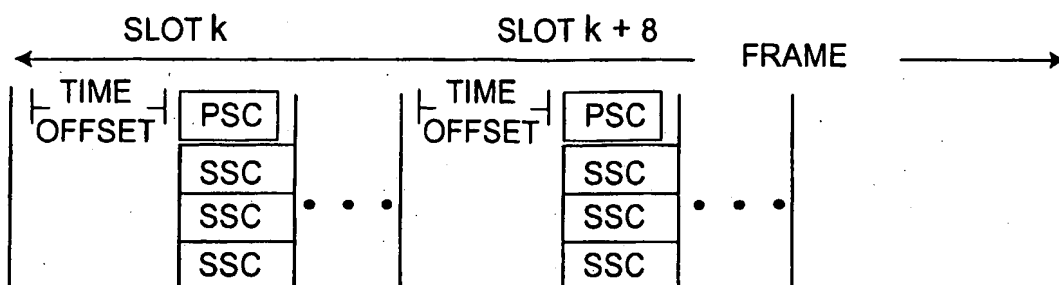 SLOT k SLOT k + 8
FRAME
TIME OFFSET PSC TIME OFFSET PSC
SSC SSC
SSC SSC
SSC SSC